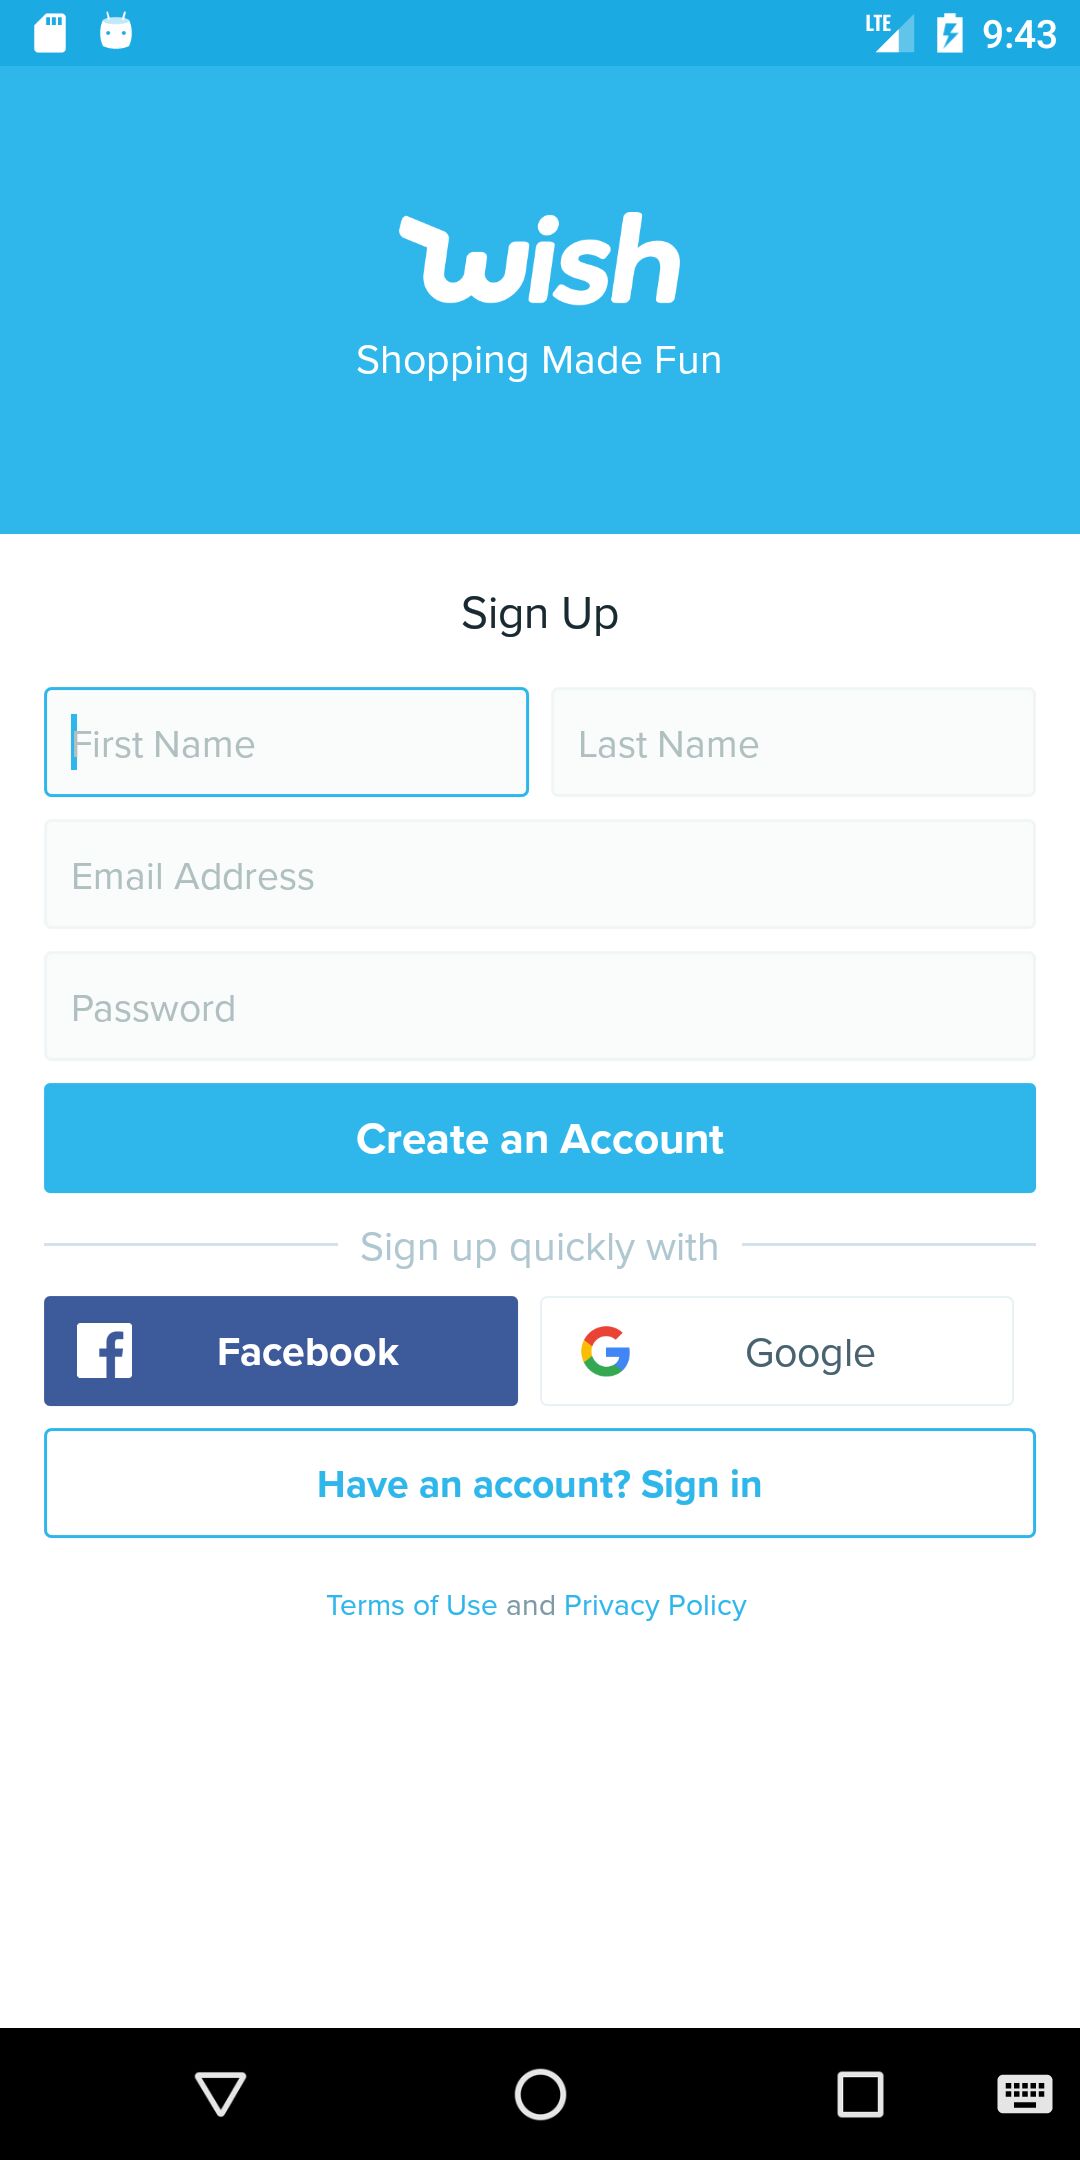 LTE 9:43
wish
Shopping Made Fun
Sign Up
First Name Last Name
Email Address
Password
Create an Account
Sign up quickly with
Facebook Google
Have an account? Sign in
Terms of Use and Privacy Policy